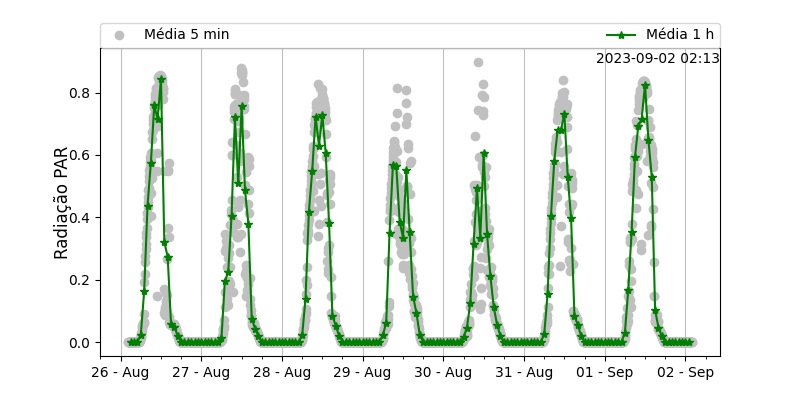 Média 5 min
Média 1 h
2023-09-02 02:13
Radiação PAR
0.8
0.6
0.4
0.2
0.0
26 - Aug
27 - Aug
28 - Aug
29 - Aug
30 - Aug
31 - Aug
01 - Sep
02 - Sep